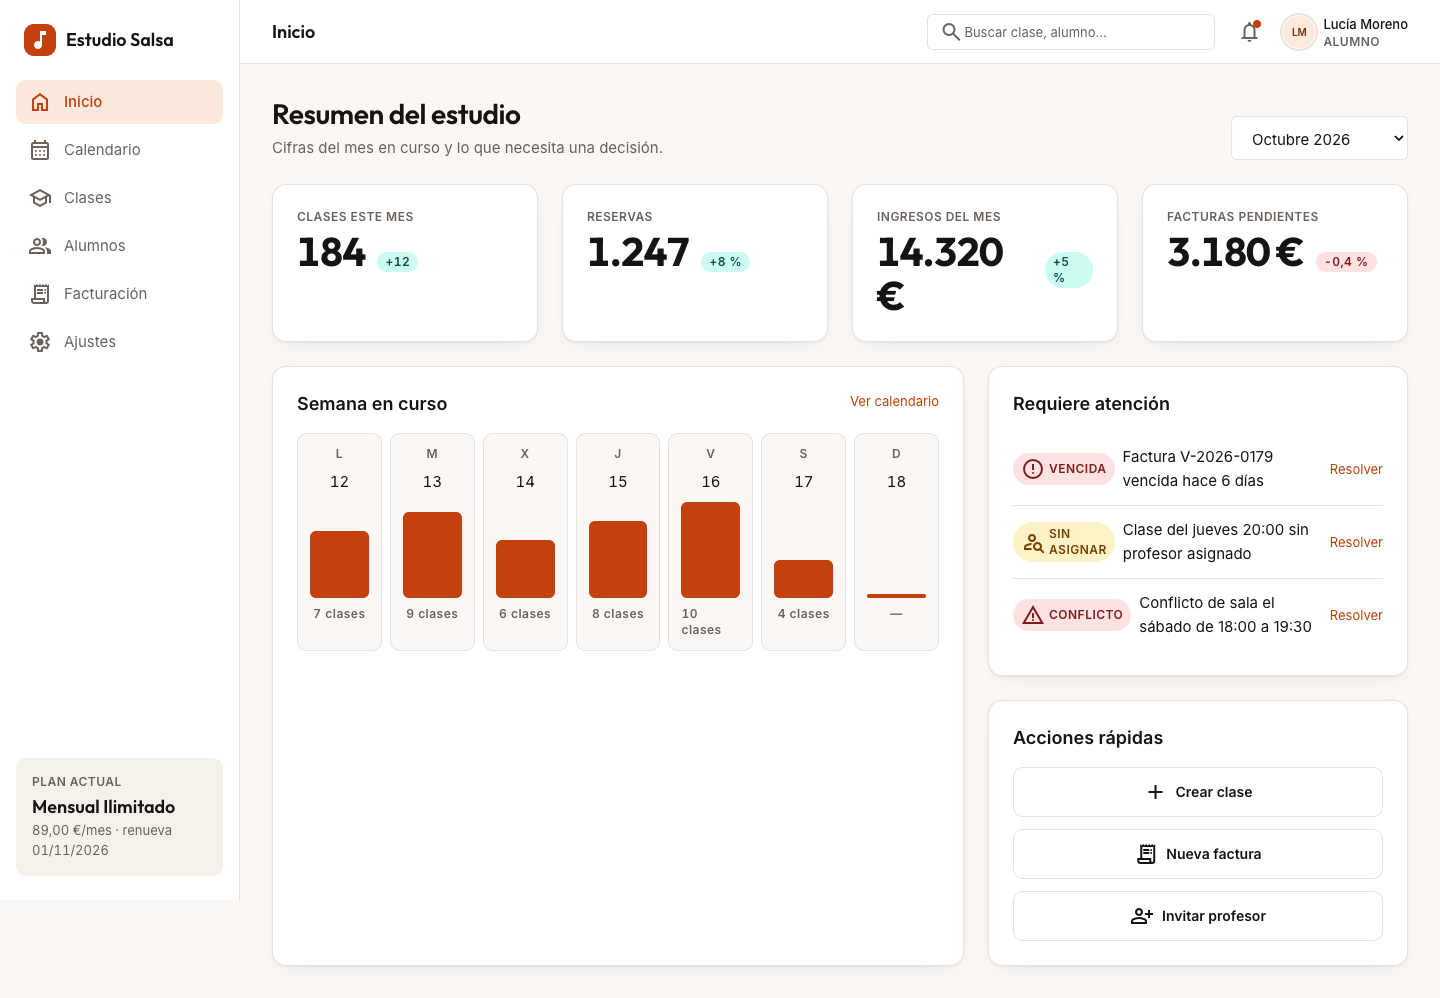 Estudio Salsa
Inicio
Calendario
Clases
Alumnos
Facturación
Ajustes
PLAN ACTUAL
Mensual Ilimitado
89,00 €/mes · renueva
01/11/2026
Inicio
Buscar clase, alumno...
LM
Lucía Moreno
ALUMNO
Resumen del estudio
Cifras del mes en curso y lo que necesita una decisión.
Octubre 2026
CLASES ESTE MES
184 +12
RESERVAS
1.247 +8 %
INGRESOS DEL MES
14.320
€
+5
%
FACTURAS PENDIENTES
3.180 € -0,4 %
Semana en curso
Ver calendario
L
12
7 clases
M
13
9 clases
X
14
6 clases
J
15
8 clases
V
16
10
clases
S
17
4 clases
D
18
—
Requiere atención
VENCIDA
Factura V-2026-0179
vencida hace 6 días
Resolver
SIN
ASIGNAR
Clase del jueves 20:00 sin
profesor asignado
Resolver
CONFLICTO
Conflicto de sala el
sábado de 18:00 a 19:30
Resolver
Acciones rápidas
Crear clase
Nueva factura
Invitar profesor